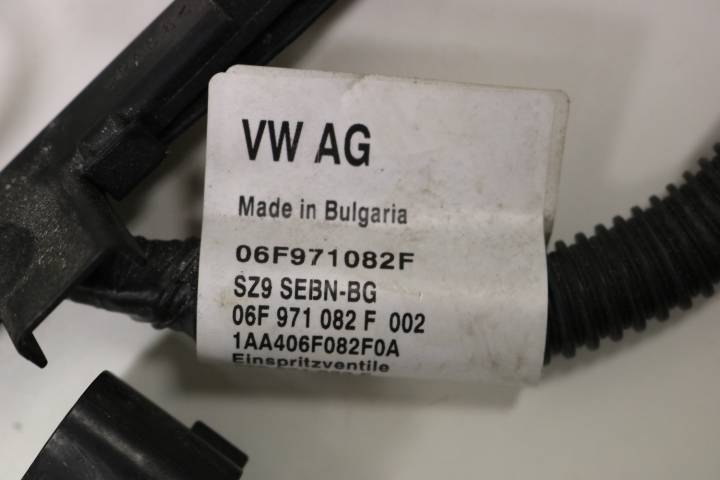 VW AG
Made in Bulgaria
06F971082F
SZ9 SEBN-BG
06F 971 082 F 002
1AA406F082F0A
Einspritzventile